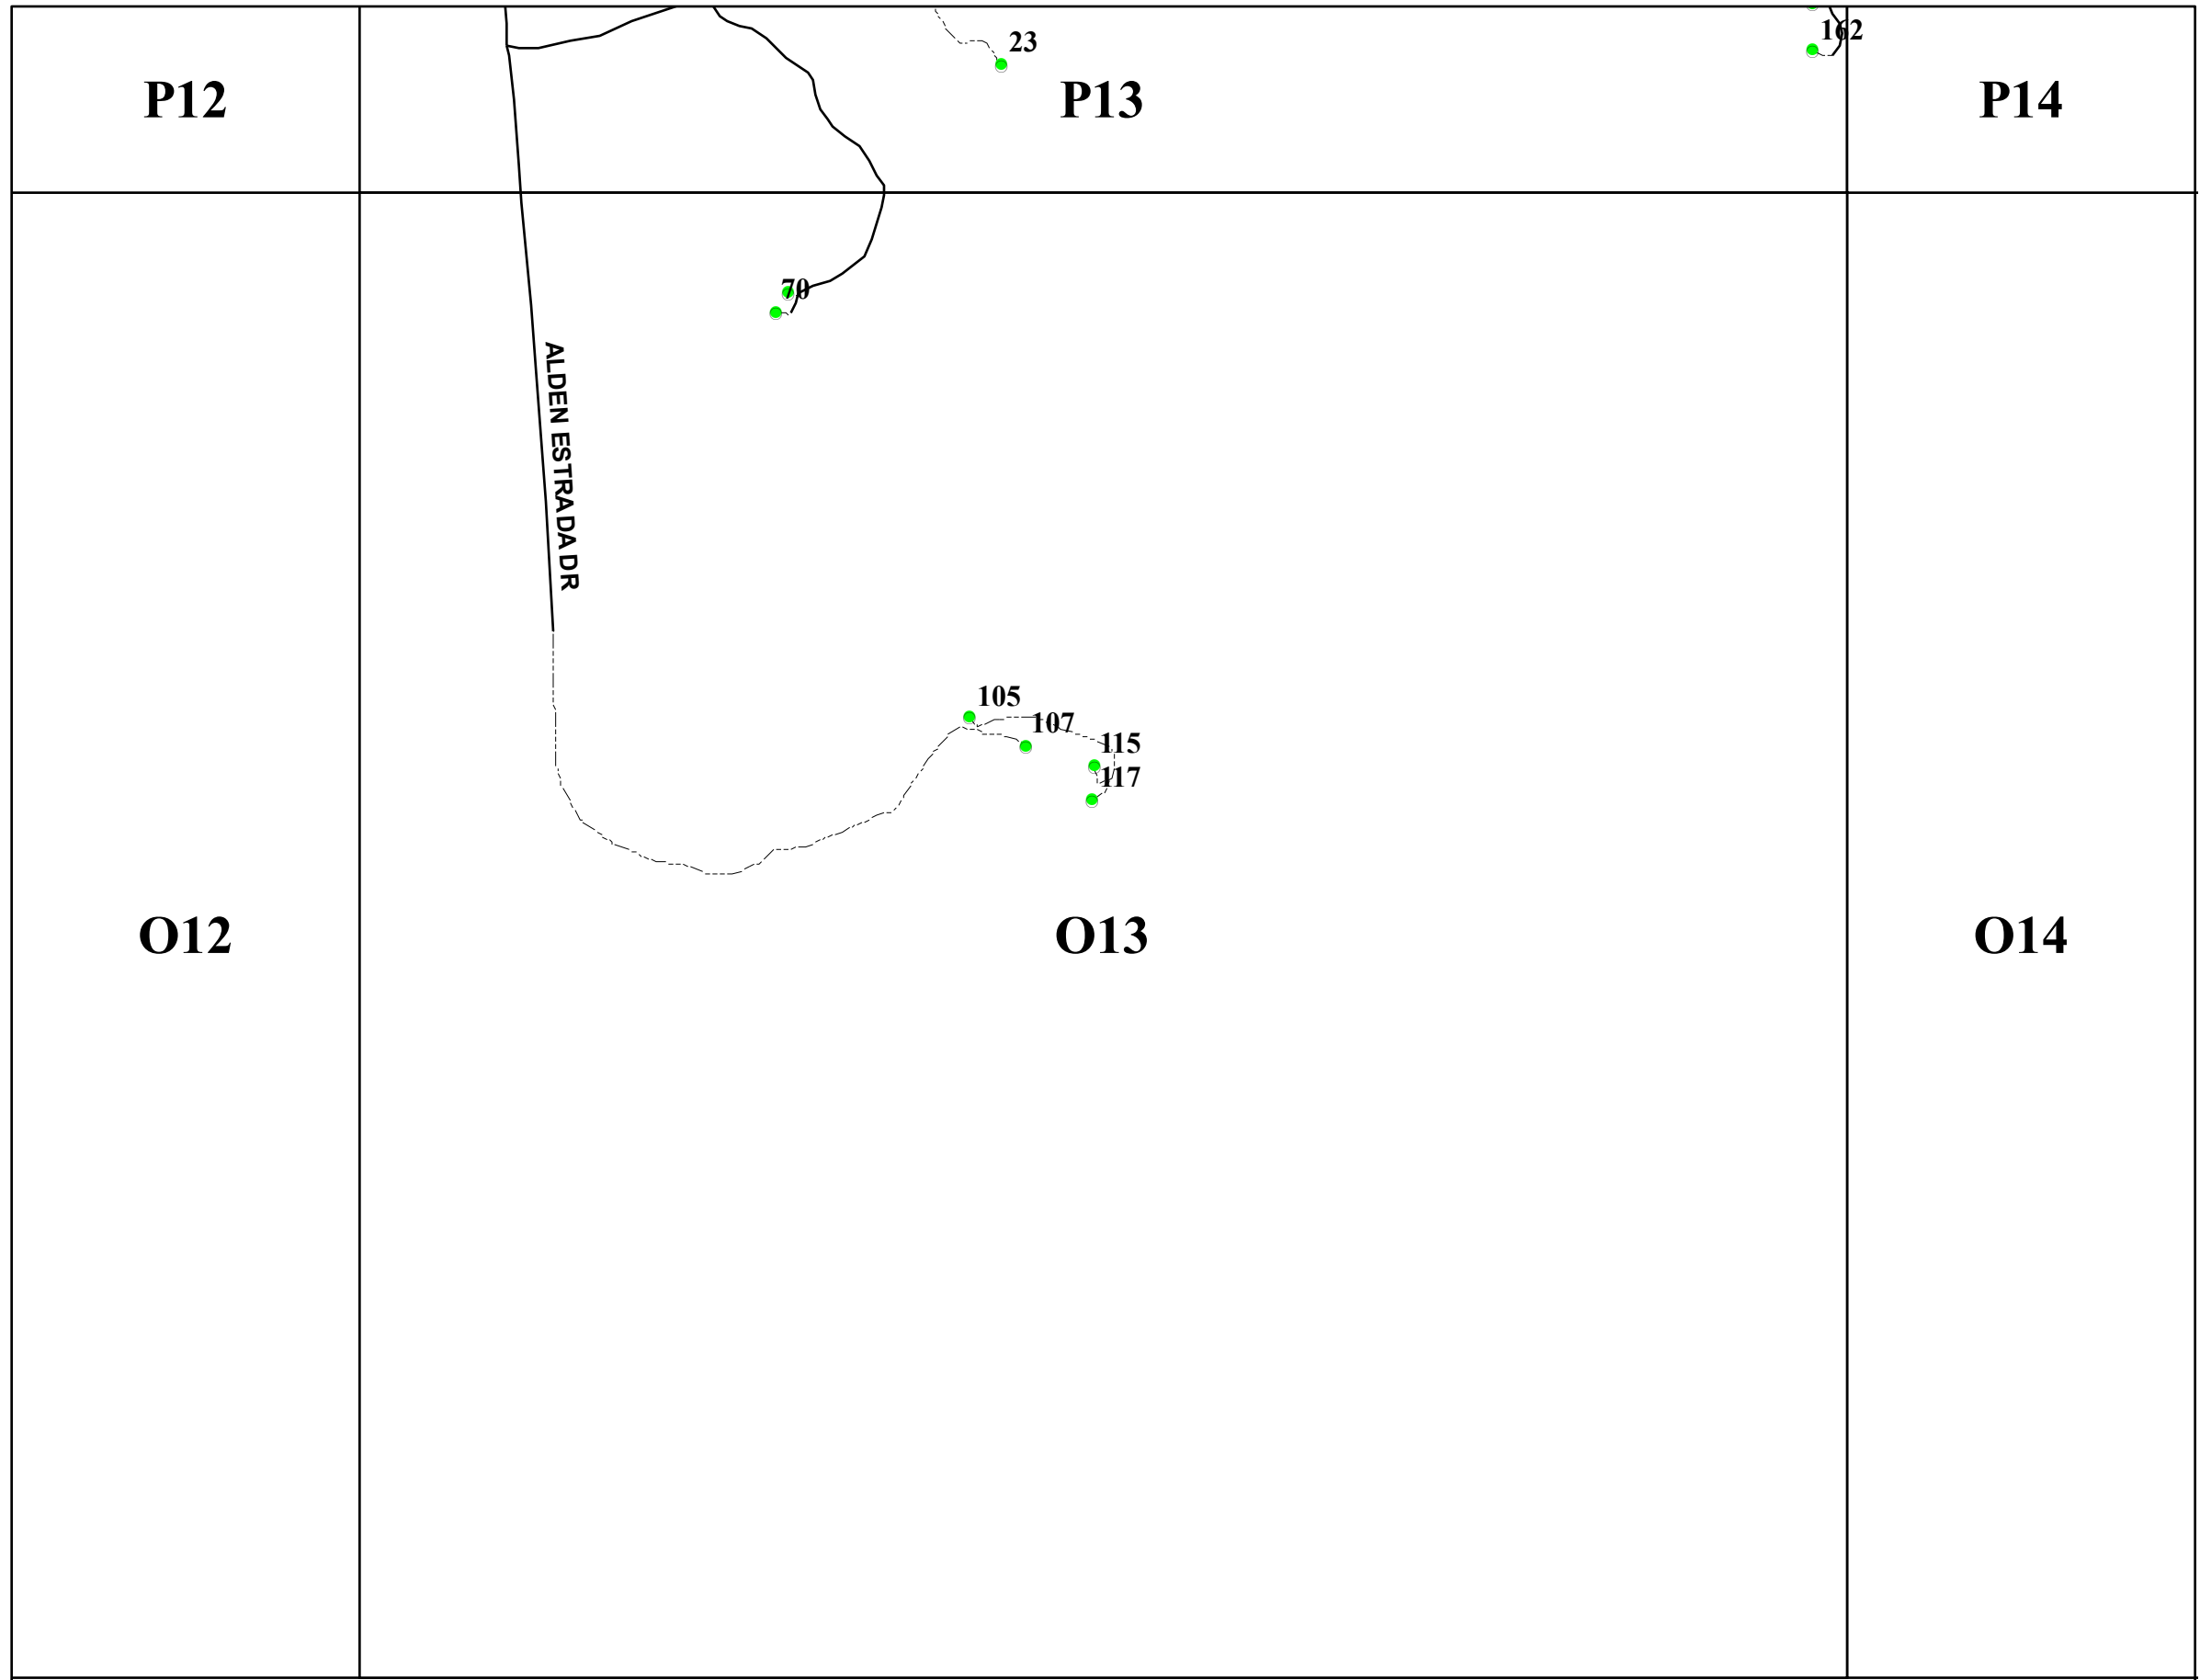 23
162
P12
P13
P14
70
ALDEN ESTRADA DR
105
107
115
117
O12
O13
O14